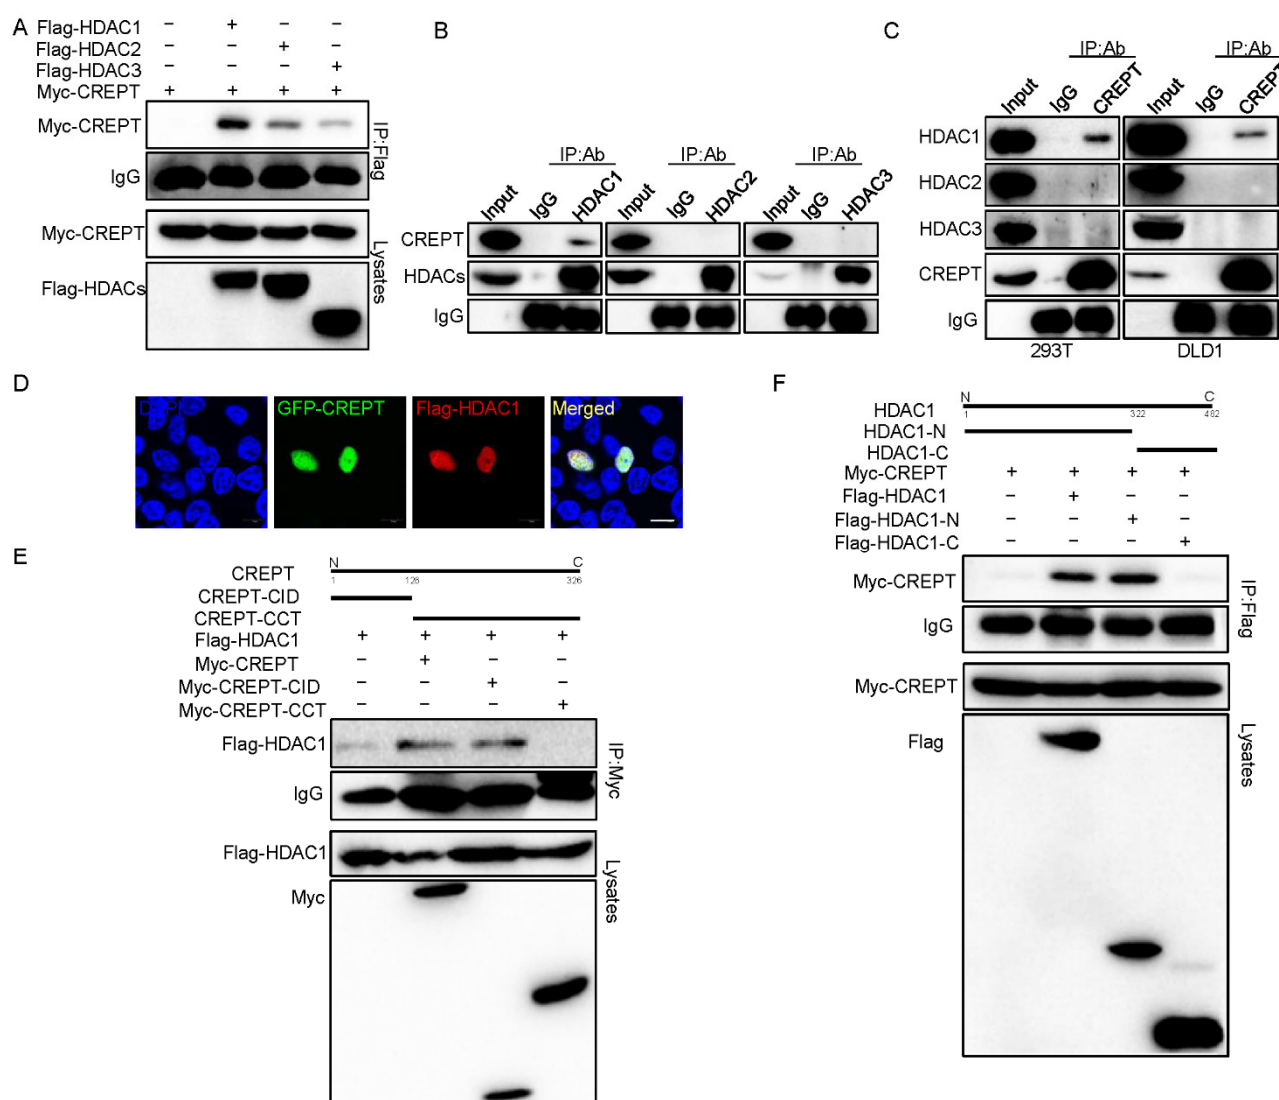 A
Flag-HDAC1 − + − −
Flag-HDAC2 − − + −
Flag-HDAC3 − − − +
Myc-CREPT + + + +
Myc-CREPT
IgG
IP:Flag
Myc-CREPT
Flag-HDACs
Lysates
B
IP:Ab IP:Ab IP:Ab
Input IgG HDAC1 Input IgG HDAC2 Input IgG HDAC3
CREPT
HDACs
IgG
C
IP:Ab IP:Ab
Input IgG CREPT Input IgG CREPT
HDAC1
HDAC2
HDAC3
CREPT
IgG
293T DLD1
D
DAPI GFP-CREPT Flag-HDAC1 Merged
E
N C
CREPT
1 126 326
CREPT-CID
CREPT-CCT
Flag-HDAC1 + + + +
Myc-CREPT − + − −
Myc-CREPT-CID − − + −
Myc-CREPT-CCT − − − +
Flag-HDAC1
IgG
IP:Myc
Flag-HDAC1
Myc
Lysates
F
N C
HDAC1
1 322 482
HDAC1-N
HDAC1-C
Myc-CREPT + + + +
Flag-HDAC1 − + − −
Flag-HDAC1-N − − + −
Flag-HDAC1-C − − − +
Myc-CREPT
IgG
IP:Flag
Myc-CREPT
Flag
Lysates